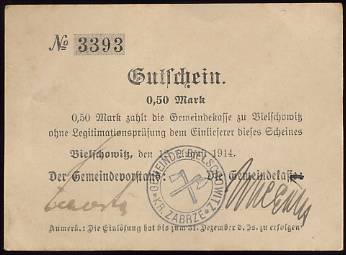 № 3393
Gutschein.
0,50 Mark
0,50 Mark zahlt die Gemeindekasse zu Bielschowitz
ohne Legitimationsprüfung dem Einlieferer dieses Scheines
Bielschowitz, den 1914.
Der Gemeindevorstand: Die Gemeindekasse
GEMEINDE BIELSCHOWITZ
KR. ZABRZE
Anmerk.: Die Einlösung hat bis zum 31. Dezember d. Js. zu erfolgen